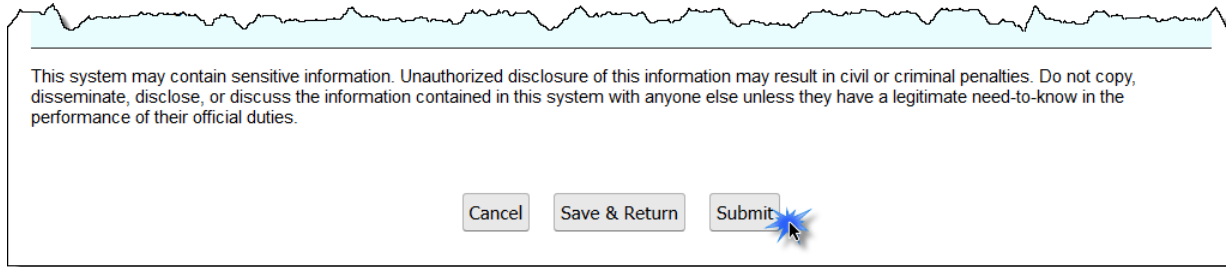 This system may contain sensitive information. Unauthorized disclosure of this information may result in civil or criminal penalties. Do not copy,
disseminate, disclose, or discuss the information contained in this system with anyone else unless they have a legitimate need-to-know in the
performance of their official duties.
Cancel Save & Return Submit